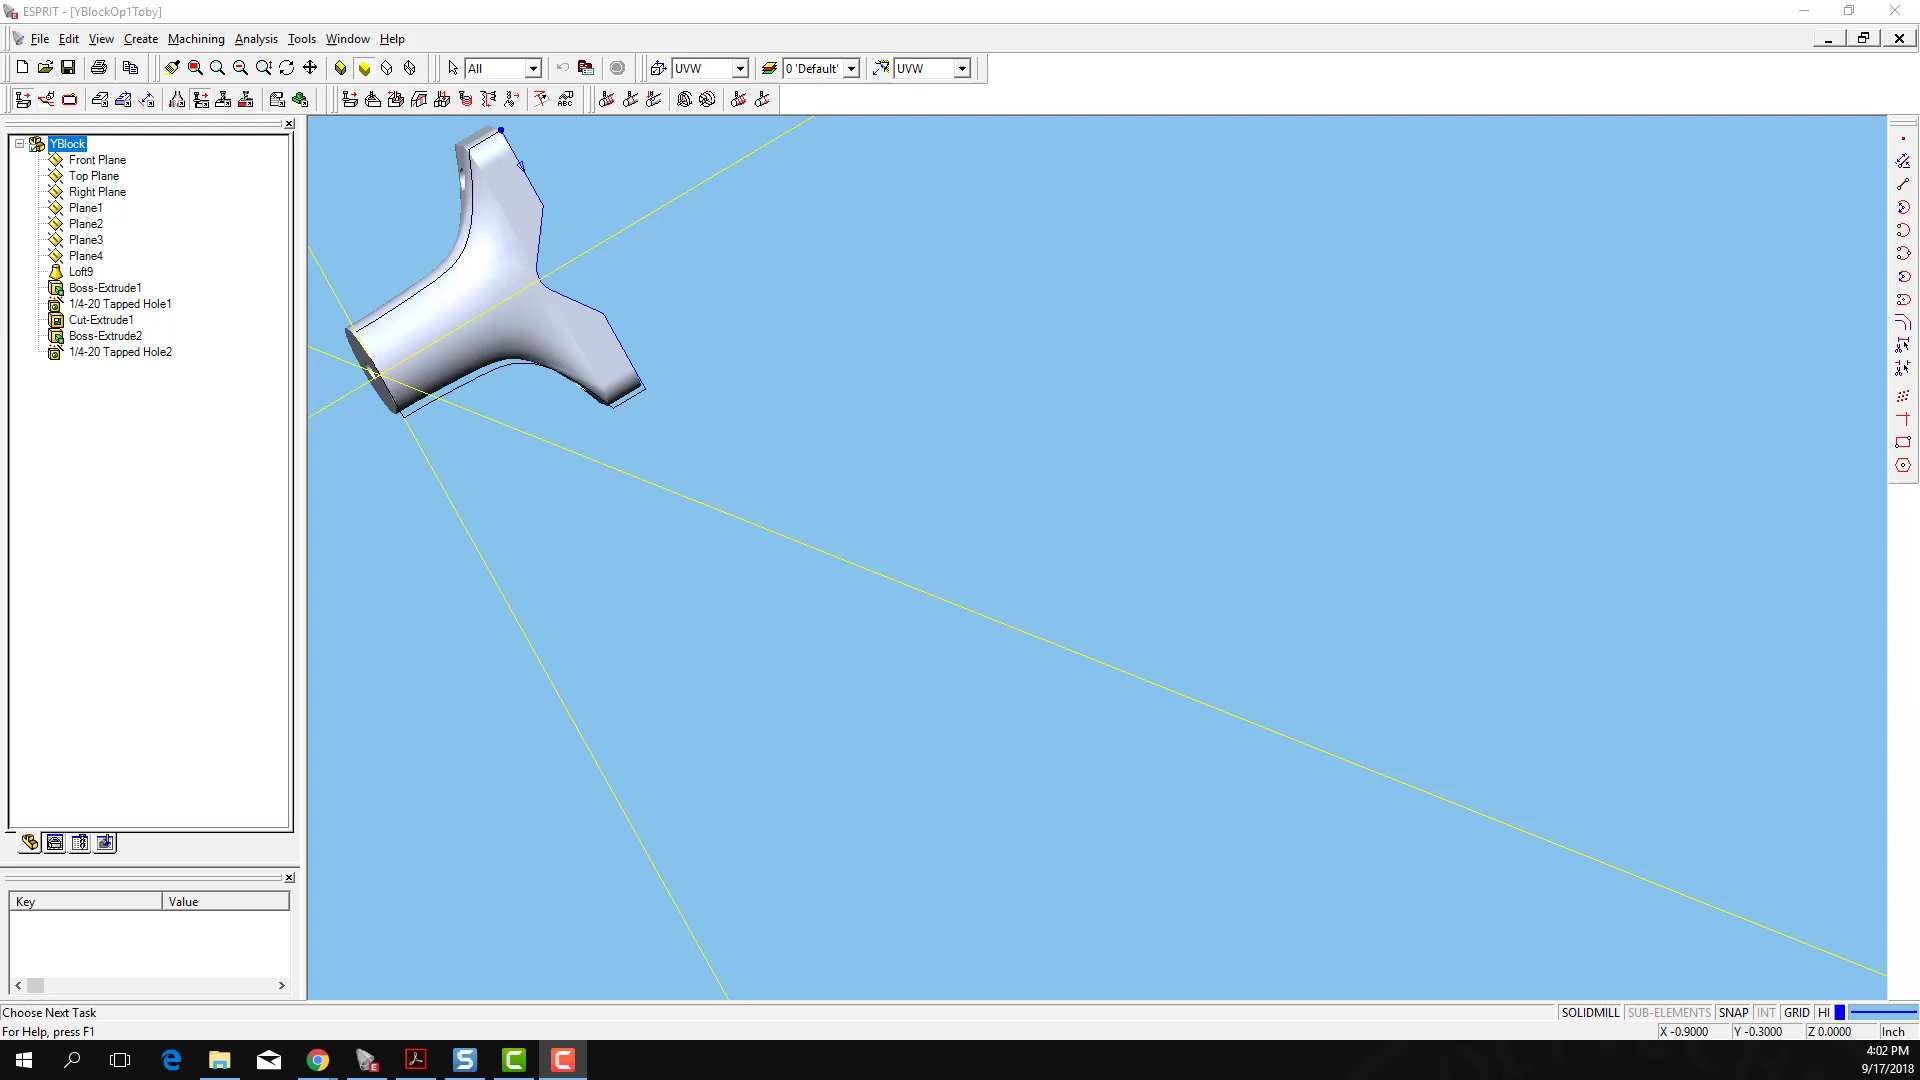 ESPRIT - [YBlockOp1Toby]
File Edit View Create Machining Analysis Tools Window Help
All UVW 0 'Default' UVW
ABC
YBlock
Front Plane
Top Plane
Right Plane
Plane1
Plane2
Plane3
Plane4
Loft9
Boss-Extrude1
1/4-20 Tapped Hole1
Cut-Extrude1
Boss-Extrude2
1/4-20 Tapped Hole2
Key Value
Choose Next Task SOLIDMILL SUB-ELEMENTS SNAP INT GRID HI
For Help, press F1 X -0.9000 Y -0.3000 Z 0.0000 Inch
4:02 PM
9/17/2018